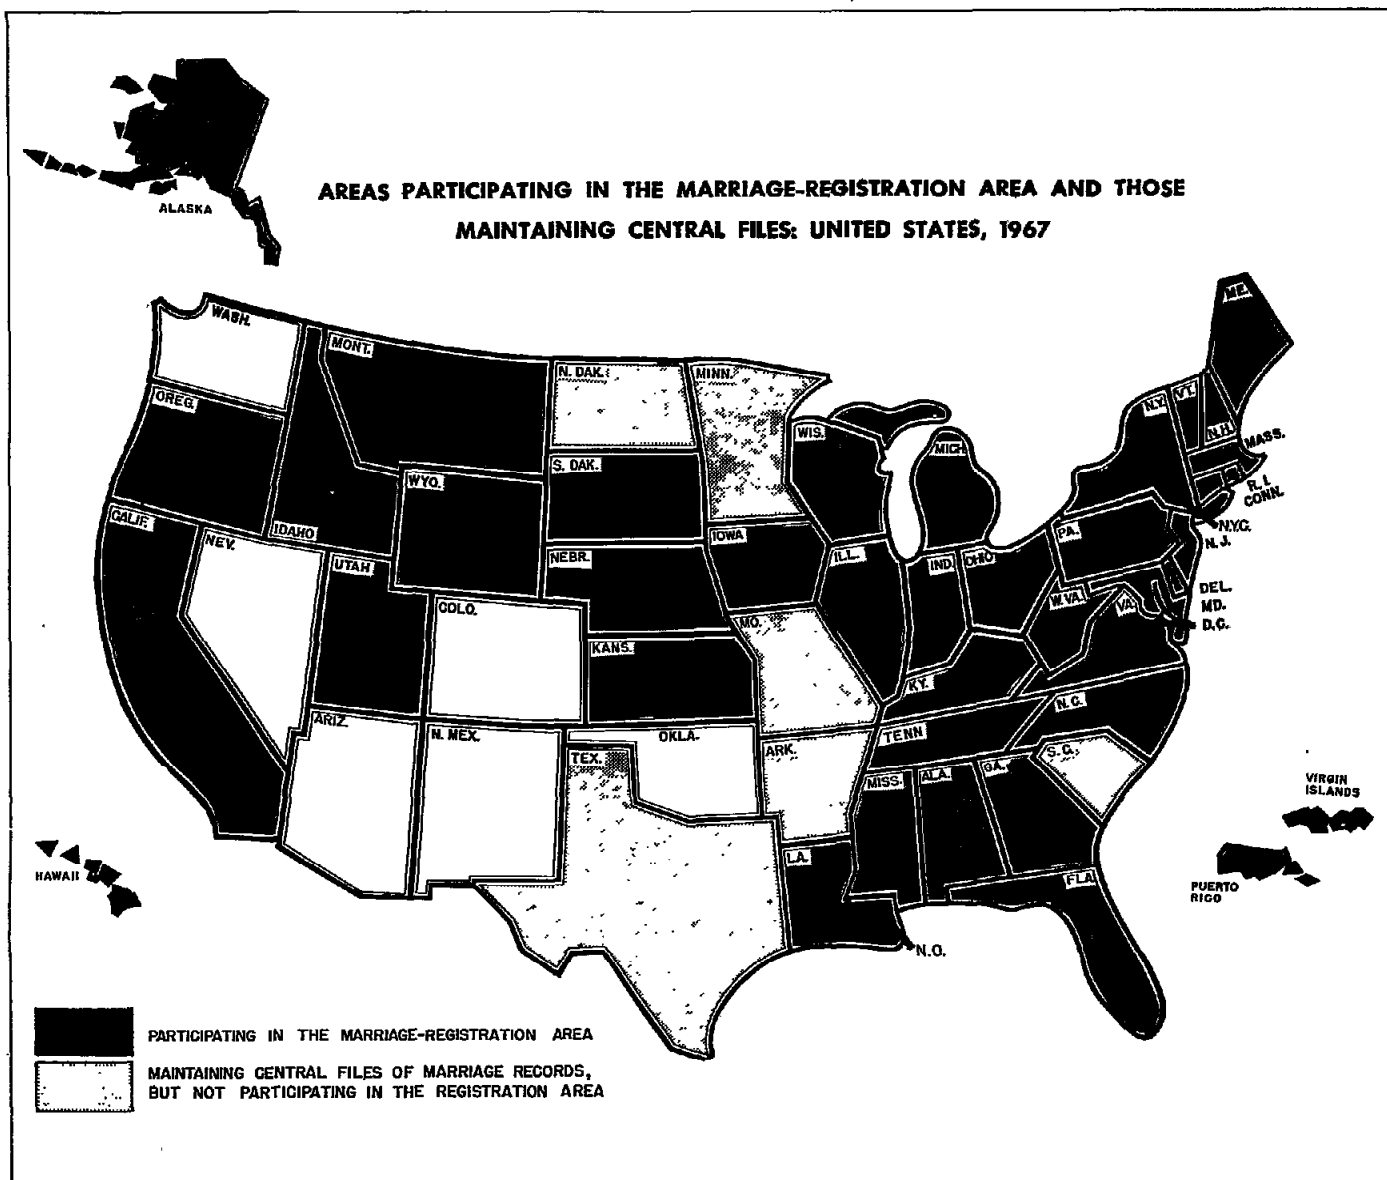 ALASKA
AREAS PARTICIPATING IN THE MARRIAGE-REGISTRATION AREA AND THOSE
MAINTAINING CENTRAL FILES: UNITED STATES, 1967
WASH.
MONT.
N. DAK.
MINN.
ME.
OREG.
IDAHO
WYO.
S. DAK.
WIS.
MICH.
N.Y.
VT.
N.H.
MASS.
R. I.
CONN.
N.Y.C.
N. J.
CALIF.
NEV.
UTAH
COLO.
NEBR.
IOWA
ILL.
IND.
OHIO
PA.
W.VA.
VA.
DEL.
MD.
D.C.
KANS.
MO.
KY.
N.C.
TENN
ARIZ.
N. MEX.
OKLA.
TEX.
ARK.
MISS.
ALA.
GA.
S.C.
LA.
FLA.
N.O.
HAWAII
VIRGIN
ISLANDS
PUERTO
RICO
PARTICIPATING IN THE MARRIAGE-REGISTRATION AREA
MAINTAINING CENTRAL FILES OF MARRIAGE RECORDS,
BUT NOT PARTICIPATING IN THE REGISTRATION AREA